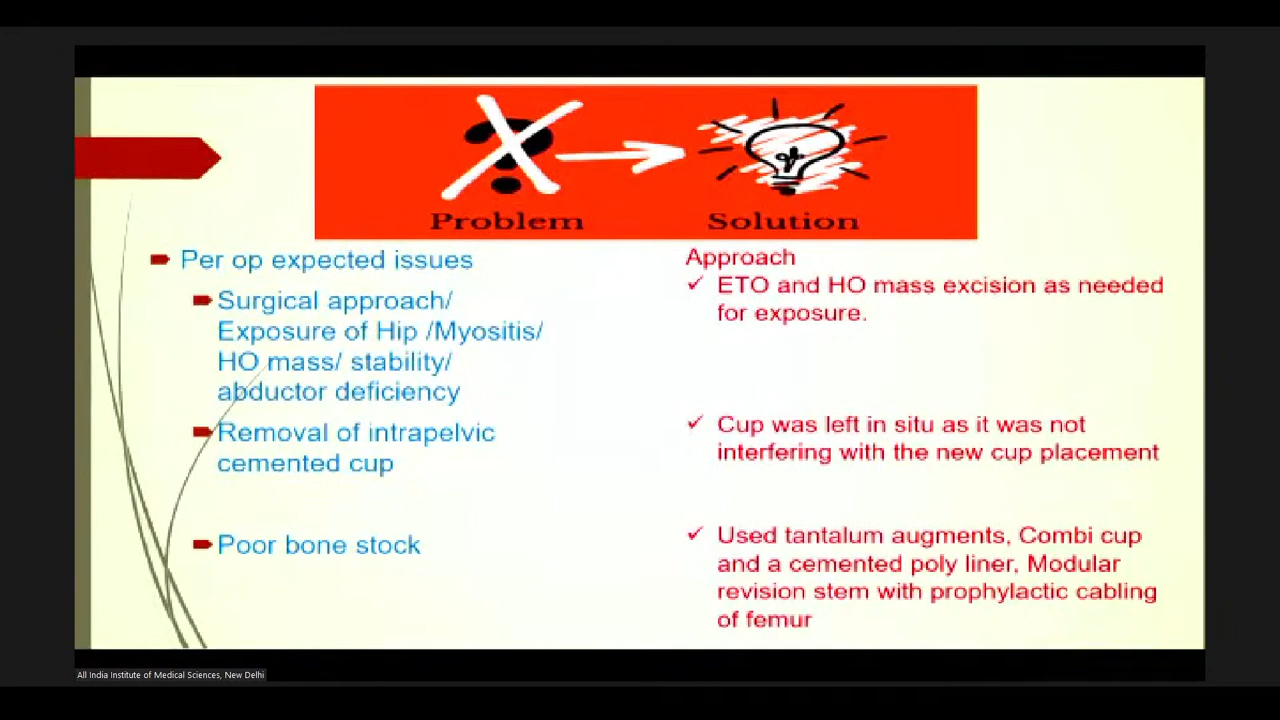 Problem
Solution
Per op expected issues
Surgical approach/
Exposure of Hip /Myositis/
HO mass/ stability/
abductor deficiency
Removal of intrapelvic
cemented cup
Poor bone stock
Approach
ETO and HO mass excision as needed
for exposure.
Cup was left in situ as it was not
interfering with the new cup placement
Used tantalum augments, Combi cup
and a cemented poly liner, Modular
revision stem with prophylactic cabling
of femur
All India Institute of Medical Sciences, New Delhi